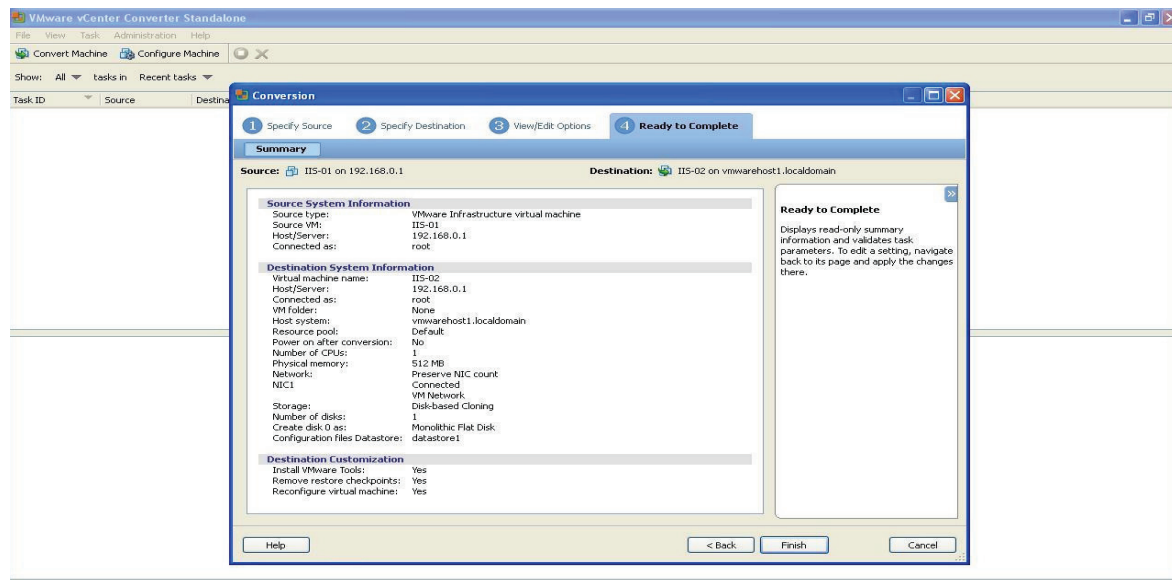 VMware vCenter Converter Standalone
File View Task Administration Help
Convert Machine Configure Machine
Show: All tasks in Recent tasks
Task ID Source Destina
Conversion
1 Specify Source 2 Specify Destination 3 View/Edit Options 4 Ready to Complete
Summary
Source: IIS-01 on 192.168.0.1 Destination: IIS-02 on vmwarehost1.localdomain
Source System Information
Source type: VMware Infrastructure virtual machine
Source VM: IIS-01
Host/Server: 192.168.0.1
Connected as: root
Destination System Information
Virtual machine name: IIS-02
Host/Server: 192.168.0.1
Connected as: root
VM folder: None
Host system: vmwarehost1.localdomain
Resource pool: Default
Power on after conversion: No
Number of CPUs: 1
Physical memory: 512 MB
Network: Preserve NIC count
NIC1 Connected
VM Network
Storage: Disk-based Cloning
Number of disks: 1
Create disk 0 as: Monolithic Flat Disk
Configuration files Datastore: datastore1
Destination Customization
Install VMware Tools: Yes
Remove restore checkpoints: Yes
Reconfigure virtual machine: Yes
Ready to Complete
Displays read-only summary
information and validates task
parameters. To edit a setting, navigate
back to its page and apply the changes
there.
Help < Back Finish Cancel